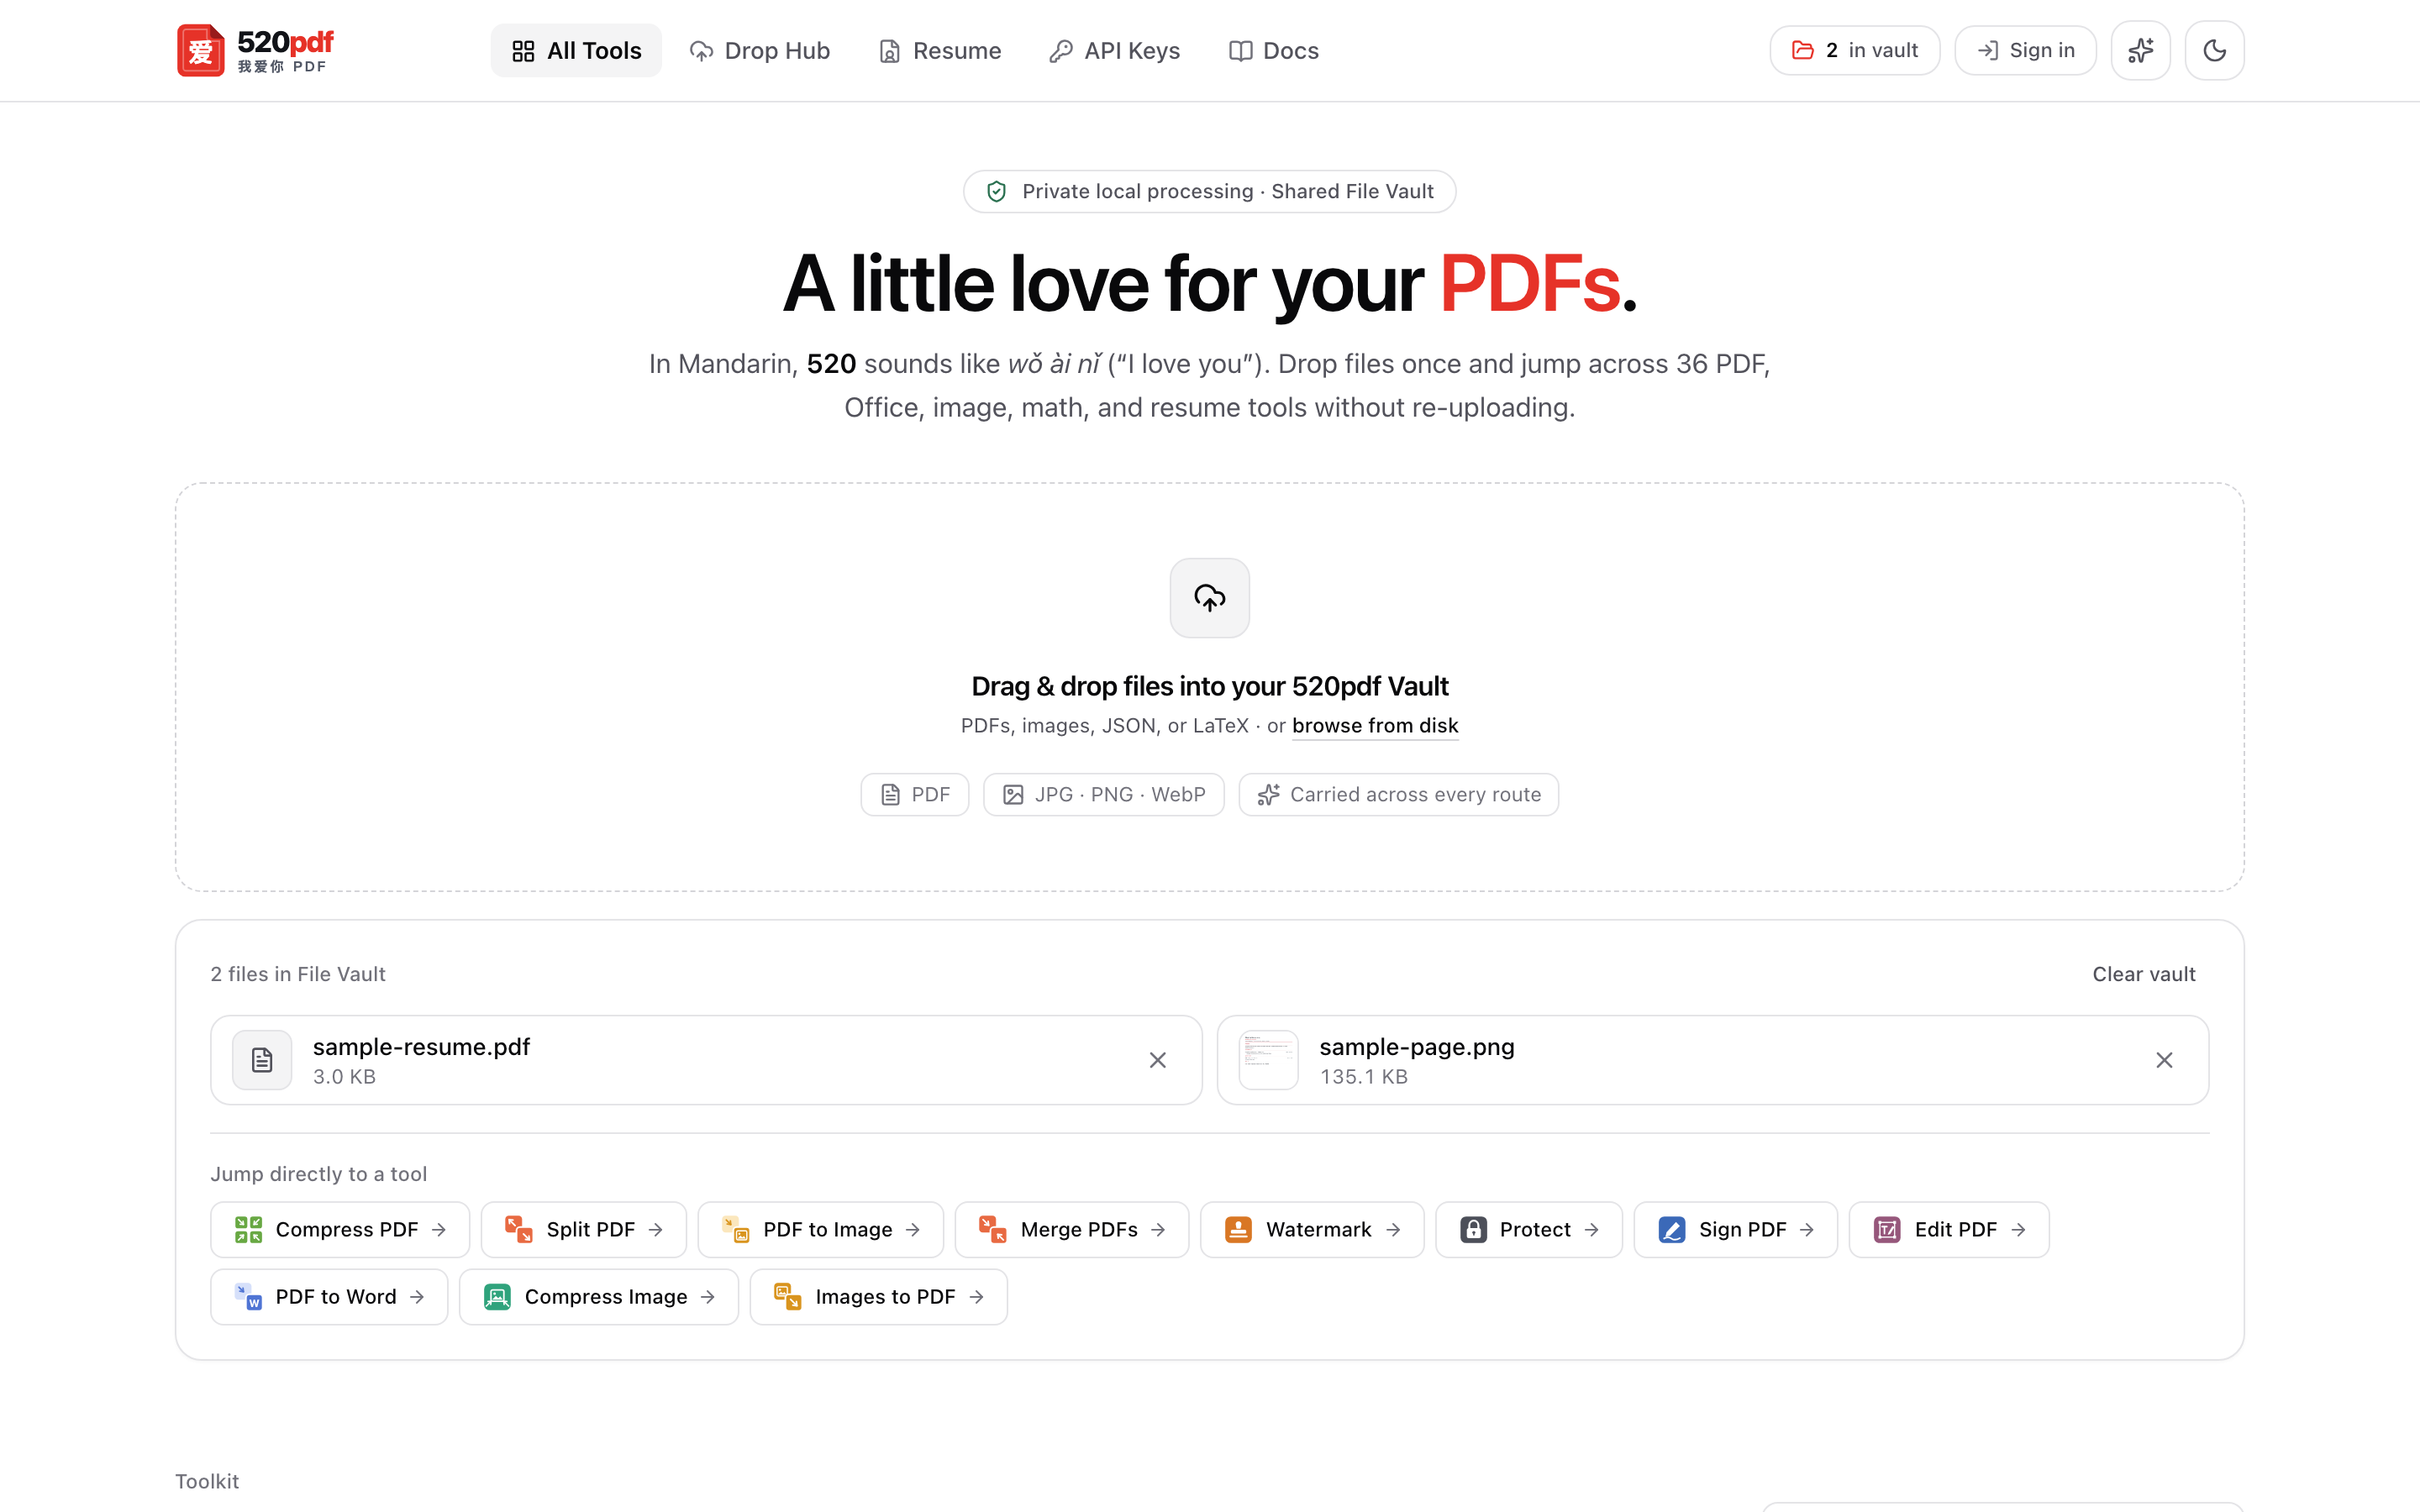 爱 520pdf
我爱你 PDF
All Tools
Drop Hub
Resume
API Keys
Docs
2 in vault
Sign in
Private local processing · Shared File Vault
A little love for your PDFs.
In Mandarin, 520 sounds like wǒ ài nǐ (“I love you”). Drop files once and jump across 36 PDF,
Office, image, math, and resume tools without re-uploading.
Drag & drop files into your 520pdf Vault
PDFs, images, JSON, or LaTeX · or browse from disk
PDF
JPG · PNG · WebP
Carried across every route
2 files in File Vault
Clear vault
sample-resume.pdf
3.0 KB
sample-page.png
135.1 KB
Jump directly to a tool
Compress PDF →
Split PDF →
PDF to Image →
Merge PDFs →
Watermark →
Protect →
Sign PDF →
Edit PDF →
PDF to Word →
Compress Image →
Images to PDF →
Toolkit